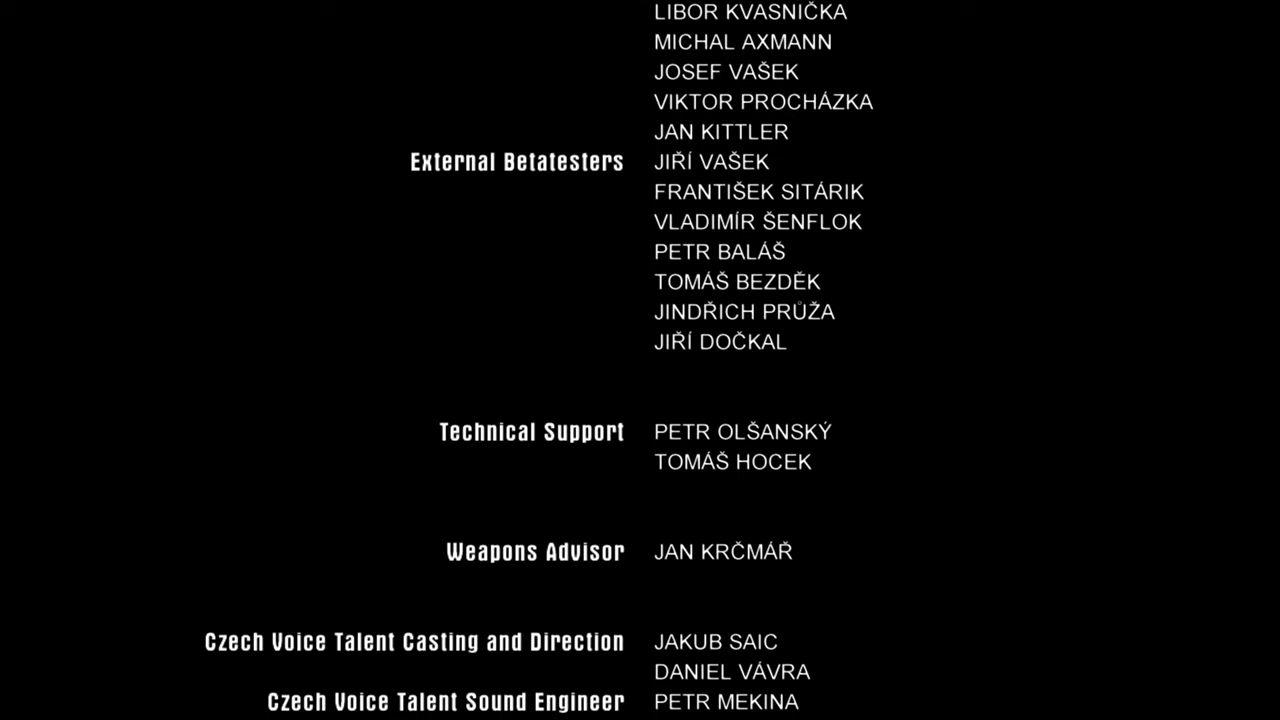 LIBOR KVASNIČKA
MICHAL AXMANN
JOSEF VAŠEK
VIKTOR PROCHÁZKA
JAN KITTLER
External Betatesters JIŘÍ VAŠEK
FRANTIŠEK SITÁRIK
VLADIMÍR ŠENFLOK
PETR BALÁŠ
TOMÁŠ BEZDĚK
JINDŘICH PRŮŽA
JIŘÍ DOČKAL
Technical Support PETR OLŠANSKÝ
TOMÁŠ HOCEK
Weapons Advisor JAN KRČMÁŘ
Czech Voice Talent Casting and Direction JAKUB SAIC
DANIEL VÁVRA
Czech Voice Talent Sound Engineer PETR MEKINA